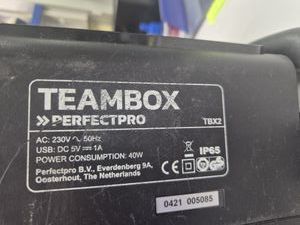 TEAMBOX
PERFECTPRO
TBX2
AC: 230V ∿ 50Hz
USB: DC 5V ⎓ 1A
POWER CONSUMPTION: 40W
IP65
Perfectpro B.V., Everdenberg 9A,
Oosterhout, The Netherlands
0421 005085